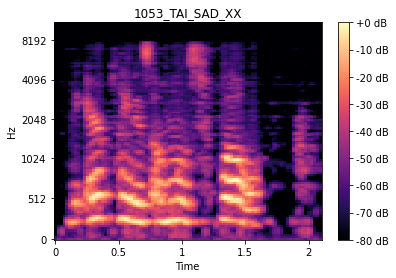 1053_TAI_SAD_XX
+0 dB
8192
-10 dB
4096
-20 dB
-30 dB
2048
Hz
-40 dB
1024
-50 dB
-60 dB
512
-70 dB
0
-80 dB
0
0.5
1
1.5
2
Time